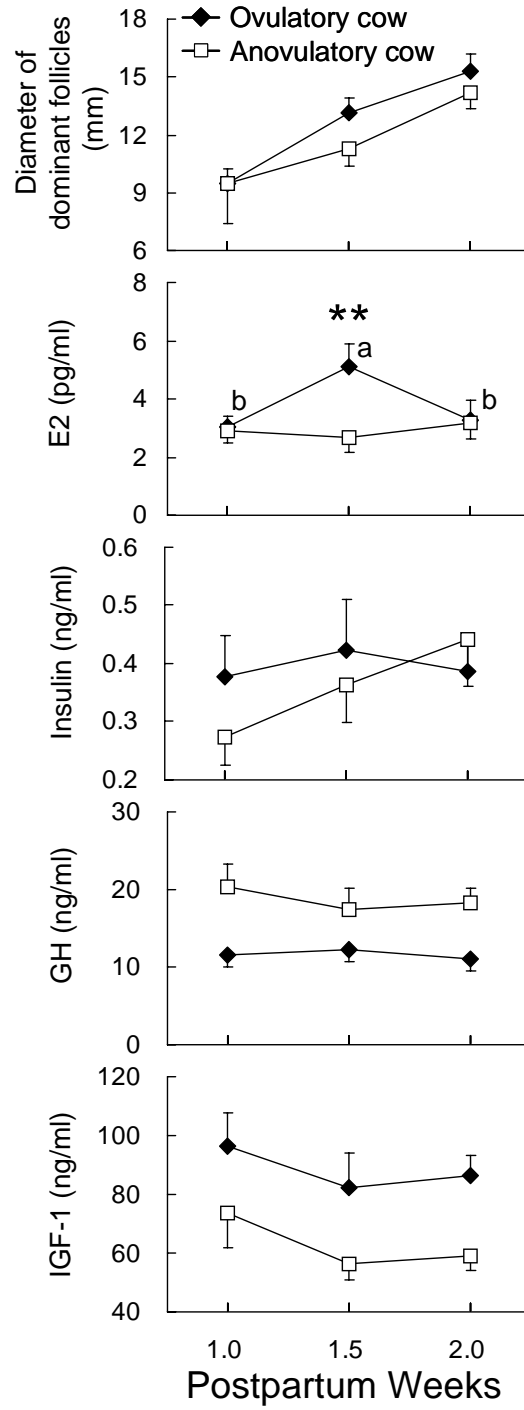 Ovulatory cow
Anovulatory cow
Diameter of
dominant follicles
(mm)
18
15
12
9
6
E2 (pg/ml)
8
6
4
2
0
**
a
b
b
Insulin (ng/ml)
0.6
0.5
0.4
0.3
0.2
GH (ng/ml)
30
20
10
0
IGF-1 (ng/ml)
120
100
80
60
40
1.0 1.5 2.0
Postpartum Weeks